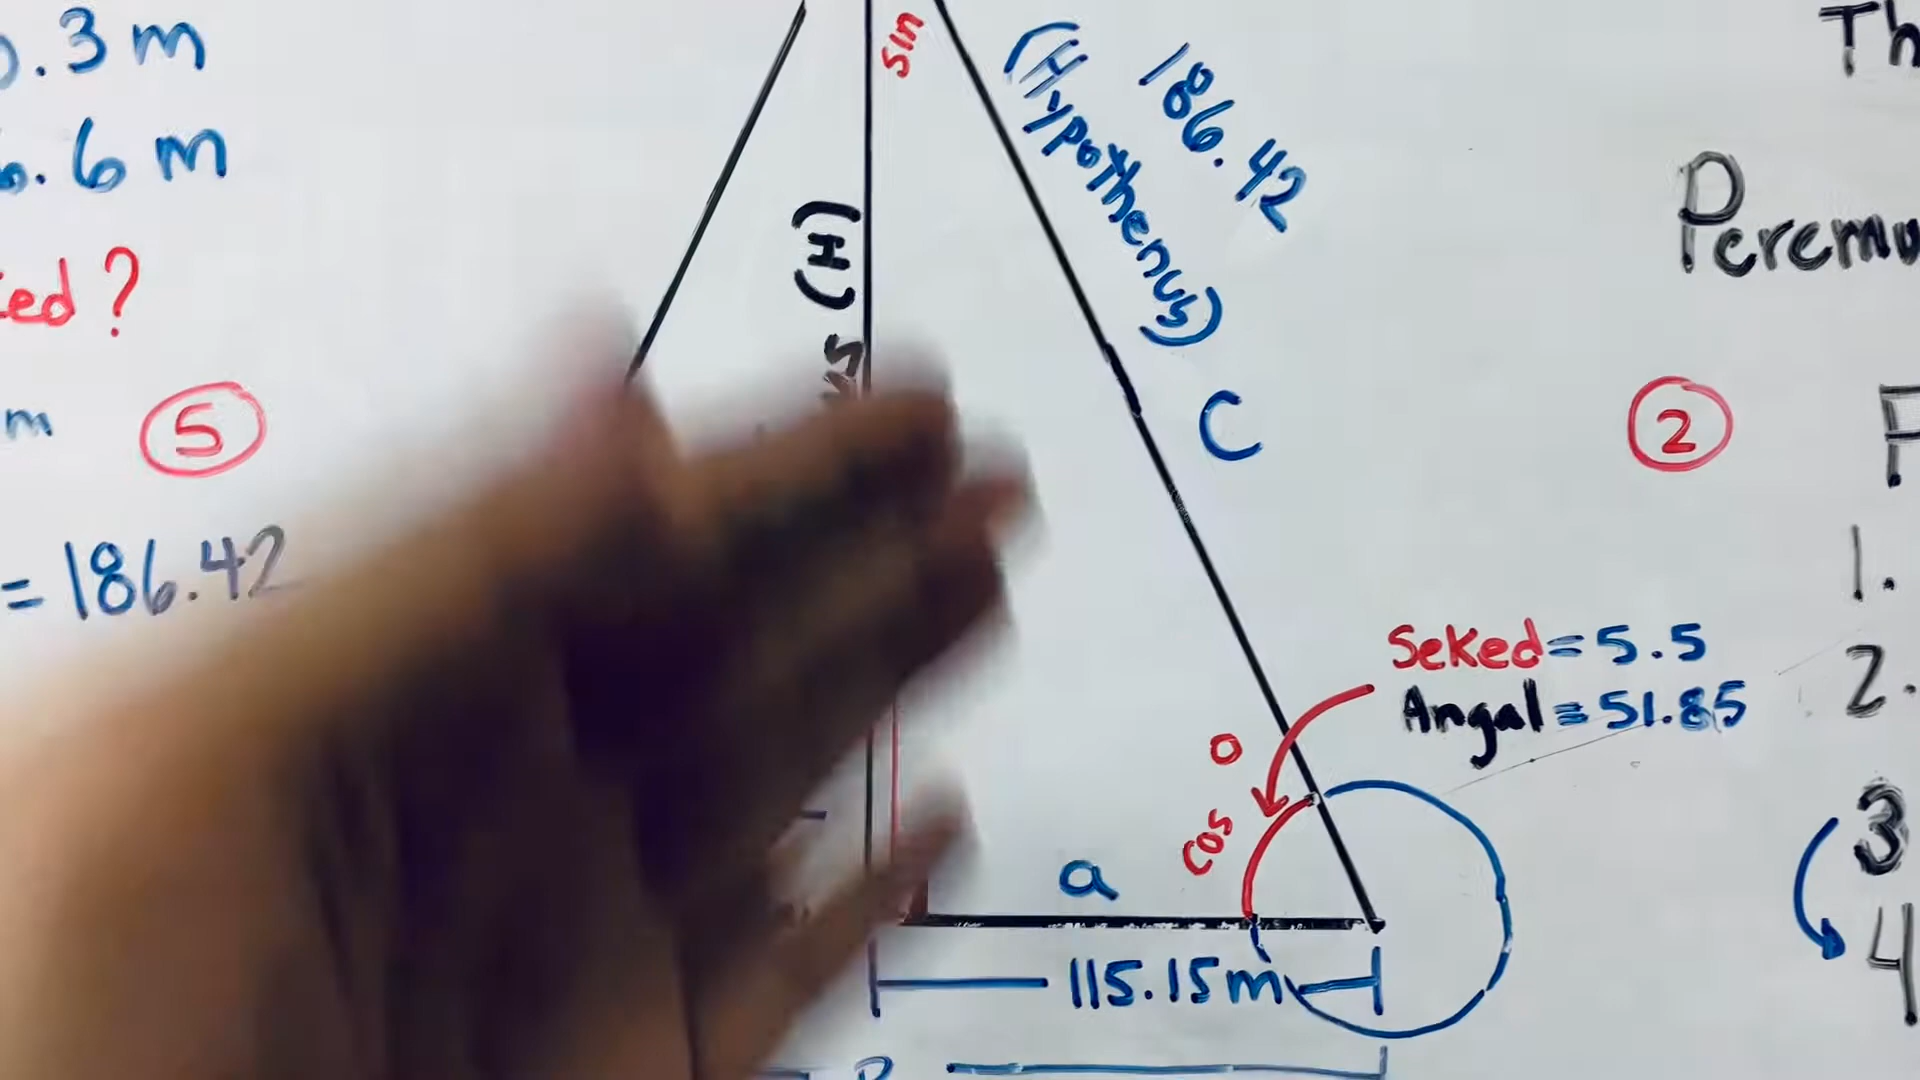 .3 m
.6 m
ed?
m
5
= 186.42
sin
(H)
(Hypothenus)
186.42
C
Seked = 5.5
Angal = 51.85
o
cos
a
115.15m
Th
Peremu
2
1.
2.
3
4